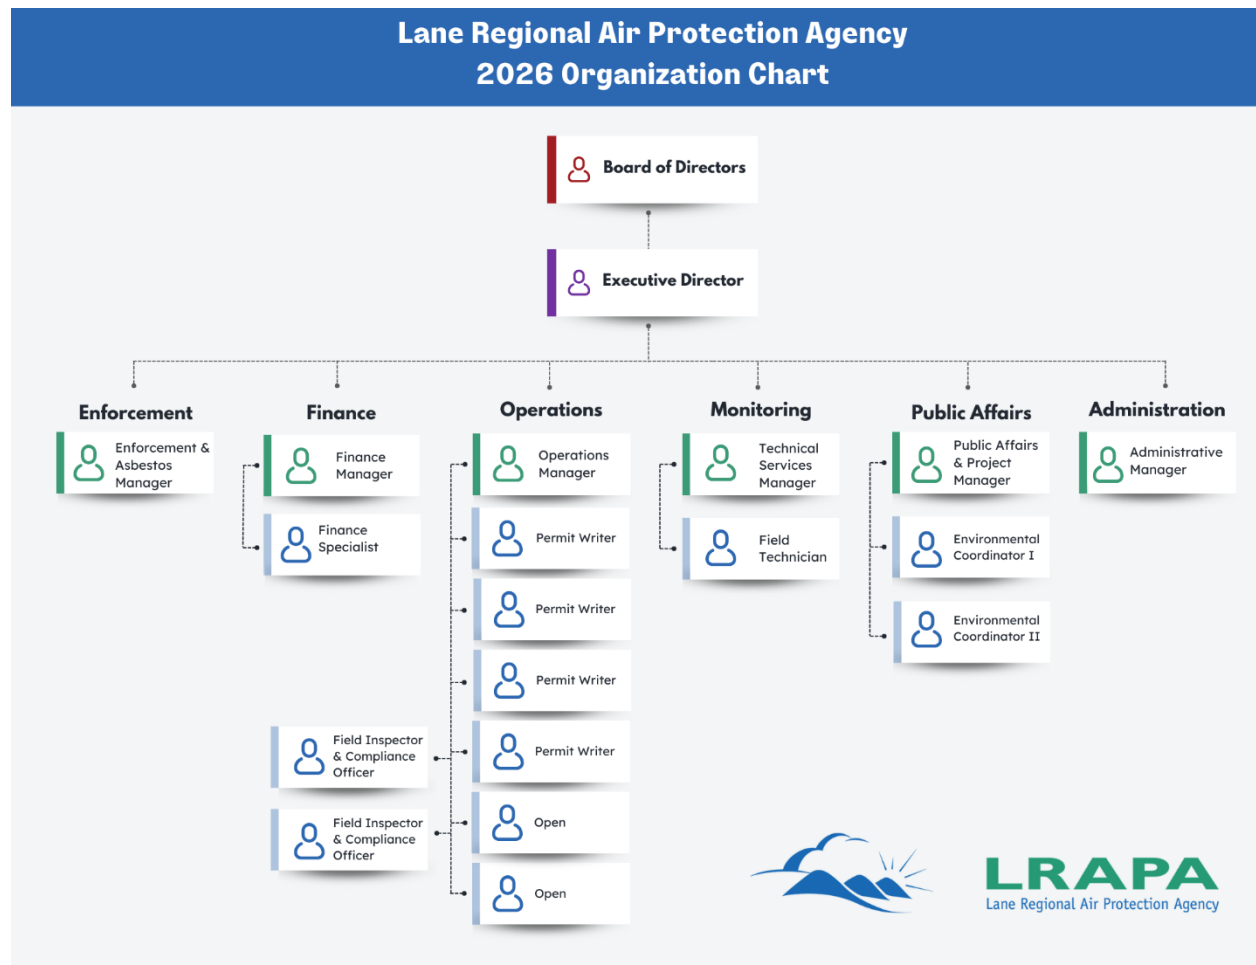 Lane Regional Air Protection Agency
2026 Organization Chart
Board of Directors
Executive Director
Enforcement
Enforcement &
Asbestos
Manager
Finance
Finance
Manager
Finance
Specialist
Operations
Operations
Manager
Permit Writer
Permit Writer
Permit Writer
Permit Writer
Open
Open
Field Inspector
& Compliance
Officer
Field Inspector
& Compliance
Officer
Monitoring
Technical
Services
Manager
Field
Technician
Public Affairs
Public Affairs
& Project
Manager
Environmental
Coordinator I
Environmental
Coordinator II
Administration
Administrative
Manager
LRAPA
Lane Regional Air Protection Agency